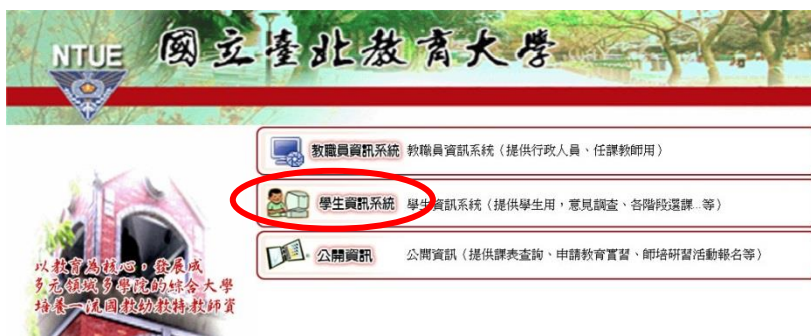 NTUE 國立臺北教育大學
教職員資訊系統 教職員資訊系統（提供行政人員、任課教師用）
學生資訊系統 學生資訊系統（提供學生用，意見調查、各階段選課...等）
公開資訊 公開資訊（提供課表查詢、申請教育實習、師培研習活動報名等）
以教育為核心，發展成
多元領域多學院的綜合大學
培養一流國教幼教特教師資